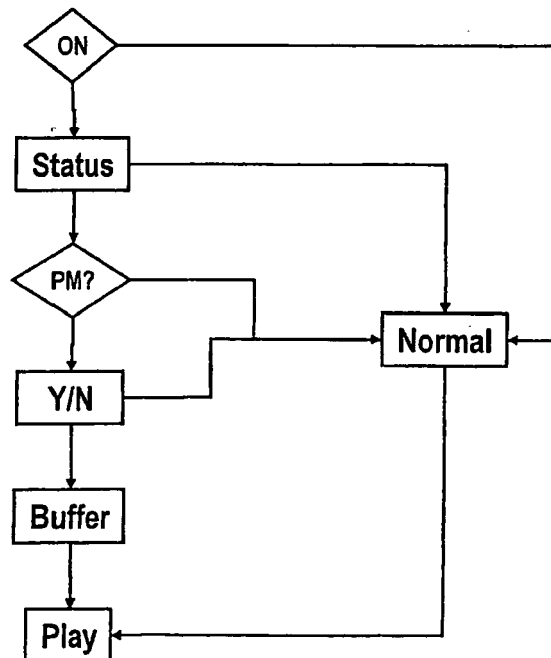 ON
Status
PM?
Normal
Y/N
Buffer
Play